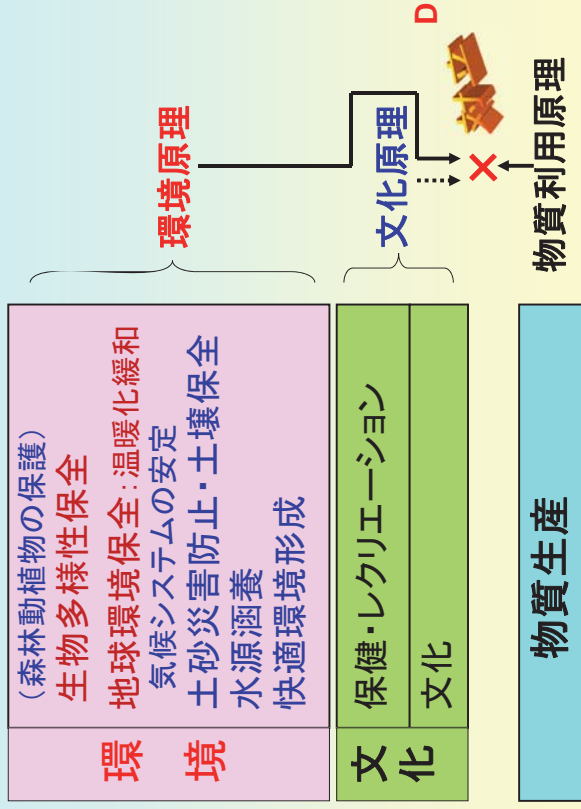 環境
(森林動植物の保護)
生物多様性保全
地球環境保全:温暖化緩和
気候システムの安定
土砂災害防止・土壌保全
水源涵養
快適環境形成
環境原理
文化
保健・レクリエーション
文化
文化原理
D
×
物質生産
物質利用原理